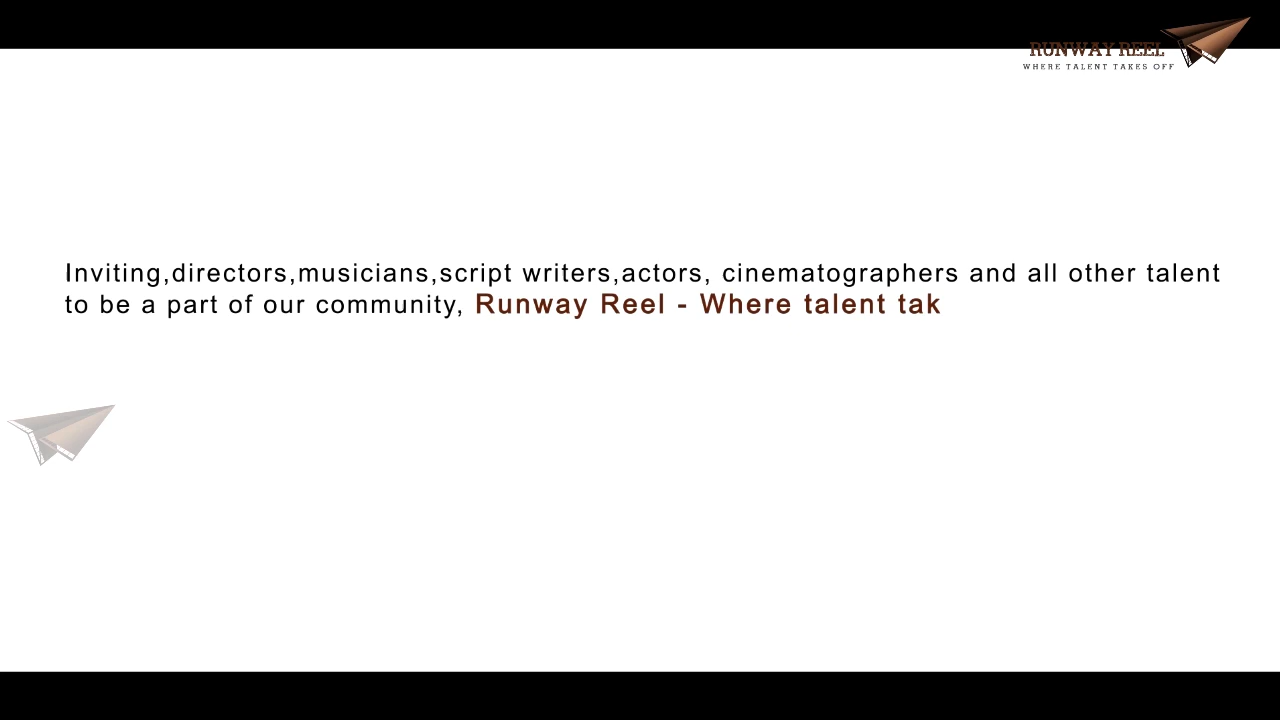 RUNWAY REEL
WHERE TALENT TAKES OFF
Inviting,directors,musicians,script writers,actors, cinematographers and all other talent
to be a part of our community, Runway Reel - Where talent tak